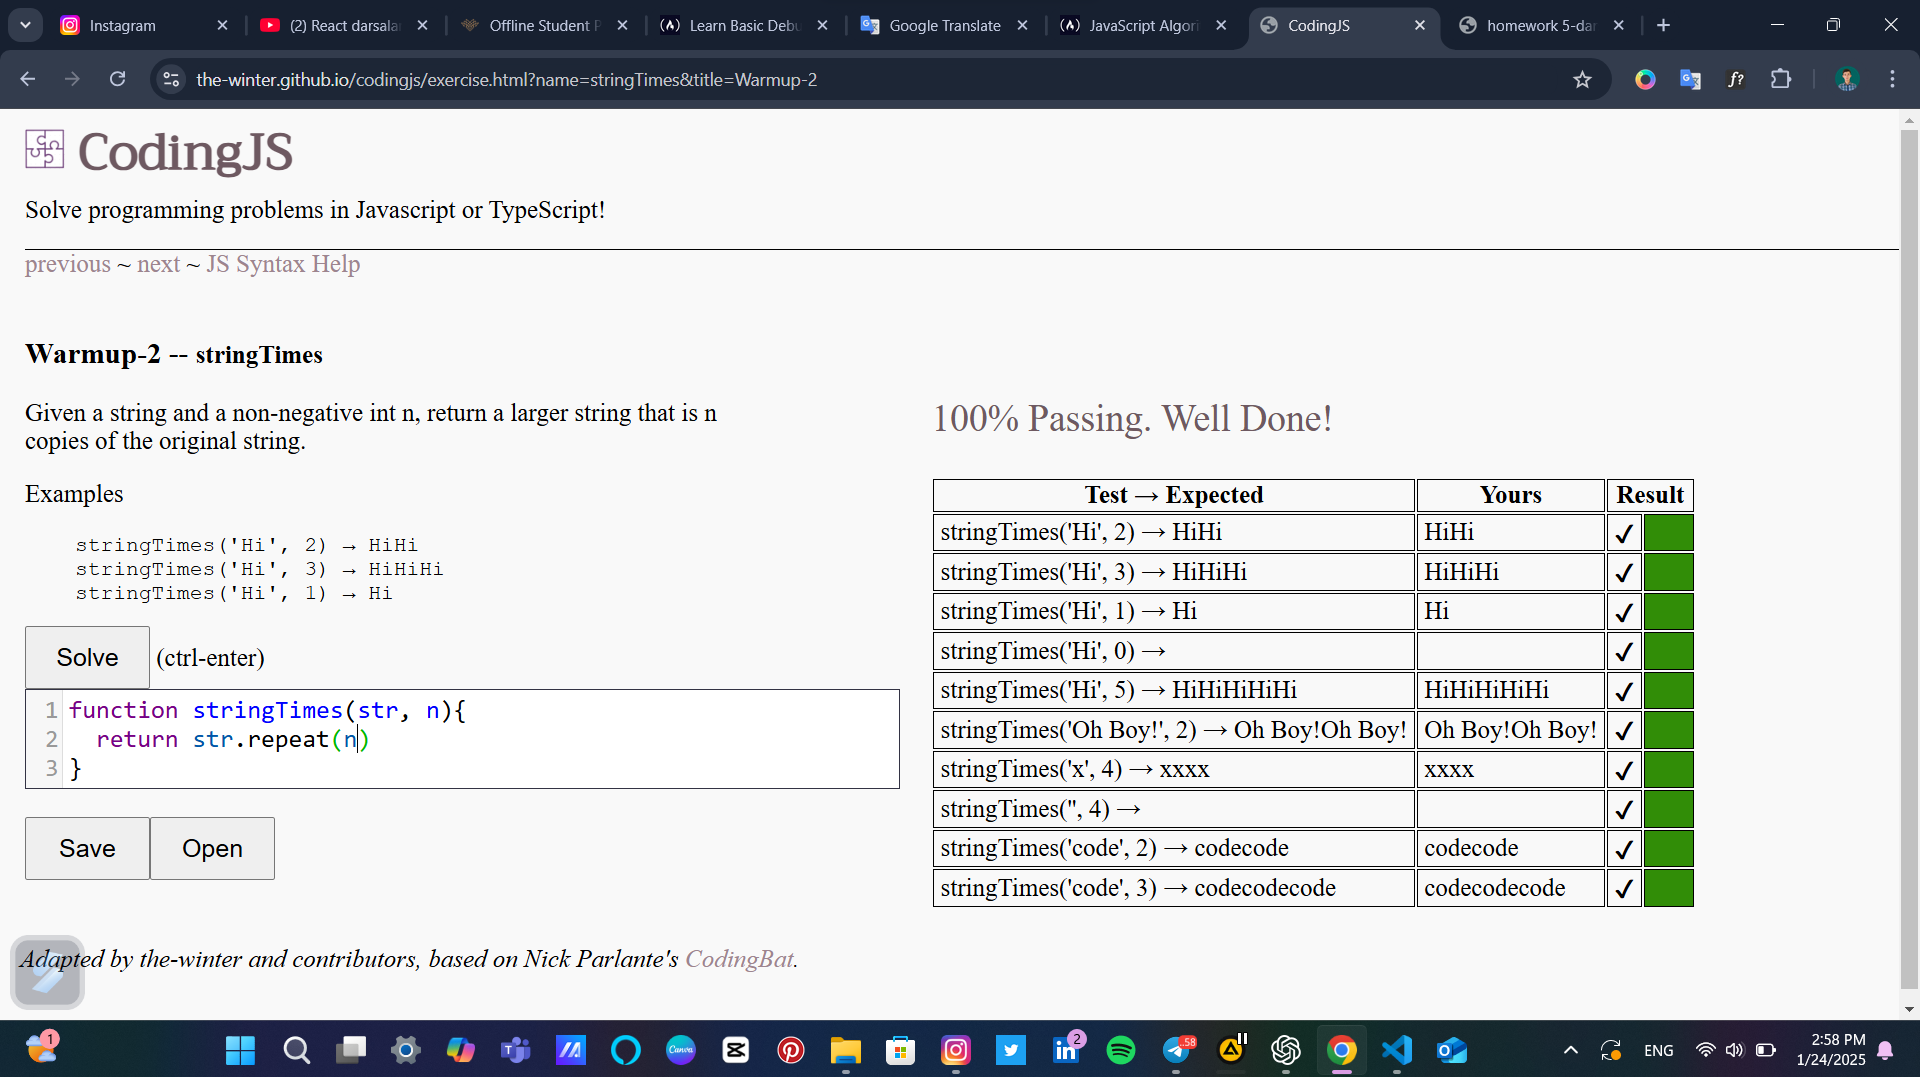 Instagram
(2) React darsala
Offline Student P
Learn Basic Debu
Google Translate
JavaScript Algori
CodingJS
homework 5-dar
the-winter.github.io/codingjs/exercise.html?name=stringTimes&title=Warmup-2
f?
CodingJS
Solve programming problems in Javascript or TypeScript!
previous ~ next ~ JS Syntax Help
Warmup-2 -- stringTimes
Given a string and a non-negative int n, return a larger string that is n
copies of the original string.
Examples
stringTimes('Hi', 2) → HiHi
stringTimes('Hi', 3) → HiHiHi
stringTimes('Hi', 1) → Hi
Solve (ctrl-enter)
1 function stringTimes(str, n){
2 return str.repeat(n)
3 }
Save Open
100% Passing. Well Done!
Test → Expected Yours Result
stringTimes('Hi', 2) → HiHi HiHi ✓
stringTimes('Hi', 3) → HiHiHi HiHiHi ✓
stringTimes('Hi', 1) → Hi Hi ✓
stringTimes('Hi', 0) → ✓
stringTimes('Hi', 5) → HiHiHiHiHi HiHiHiHiHi ✓
stringTimes('Oh Boy!', 2) → Oh Boy!Oh Boy! Oh Boy!Oh Boy! ✓
stringTimes('x', 4) → xxxx xxxx ✓
stringTimes('', 4) → ✓
stringTimes('code', 2) → codecode codecode ✓
stringTimes('code', 3) → codecodecode codecodecode ✓
Adapted by the-winter and contributors, based on Nick Parlante's CodingBat.
1
Canva
2
..58
ENG
2:58 PM
1/24/2025